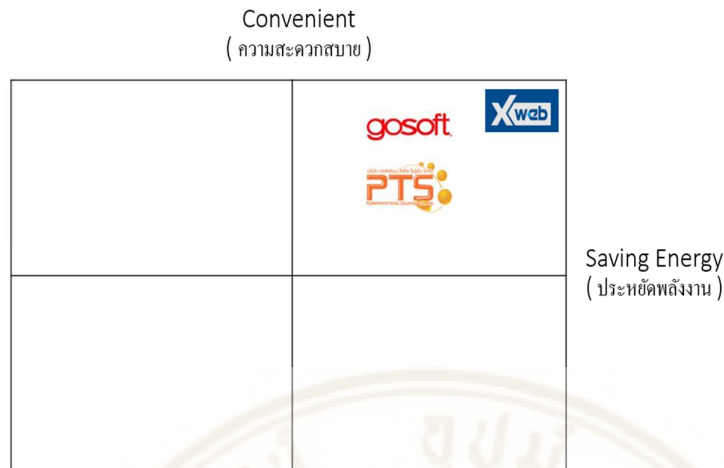 Convenient
( ความสะดวกสบาย )
gosoft
Xweb
PTS
Saving Energy
( ประหยัดพลังงาน )